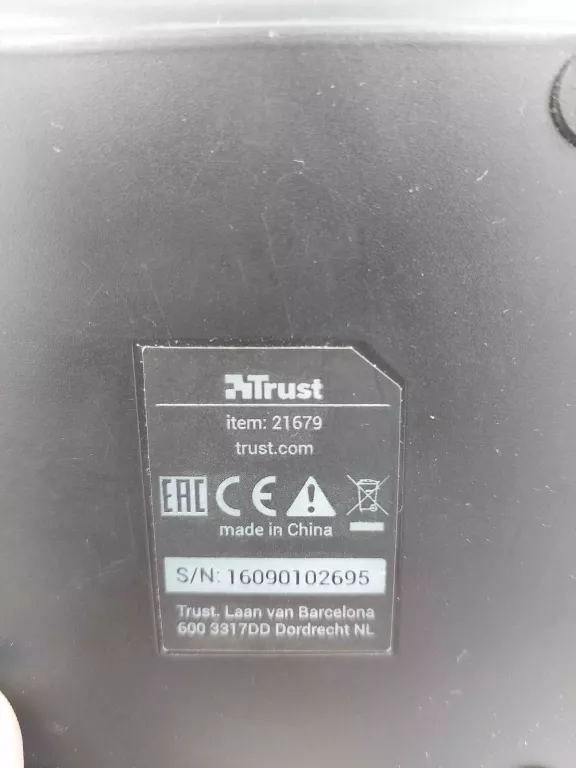 Trust
item: 21679
trust.com
EAC CE
made in China
S/N: 16090102695
Trust. Laan van Barcelona
600 3317DD Dordrecht NL